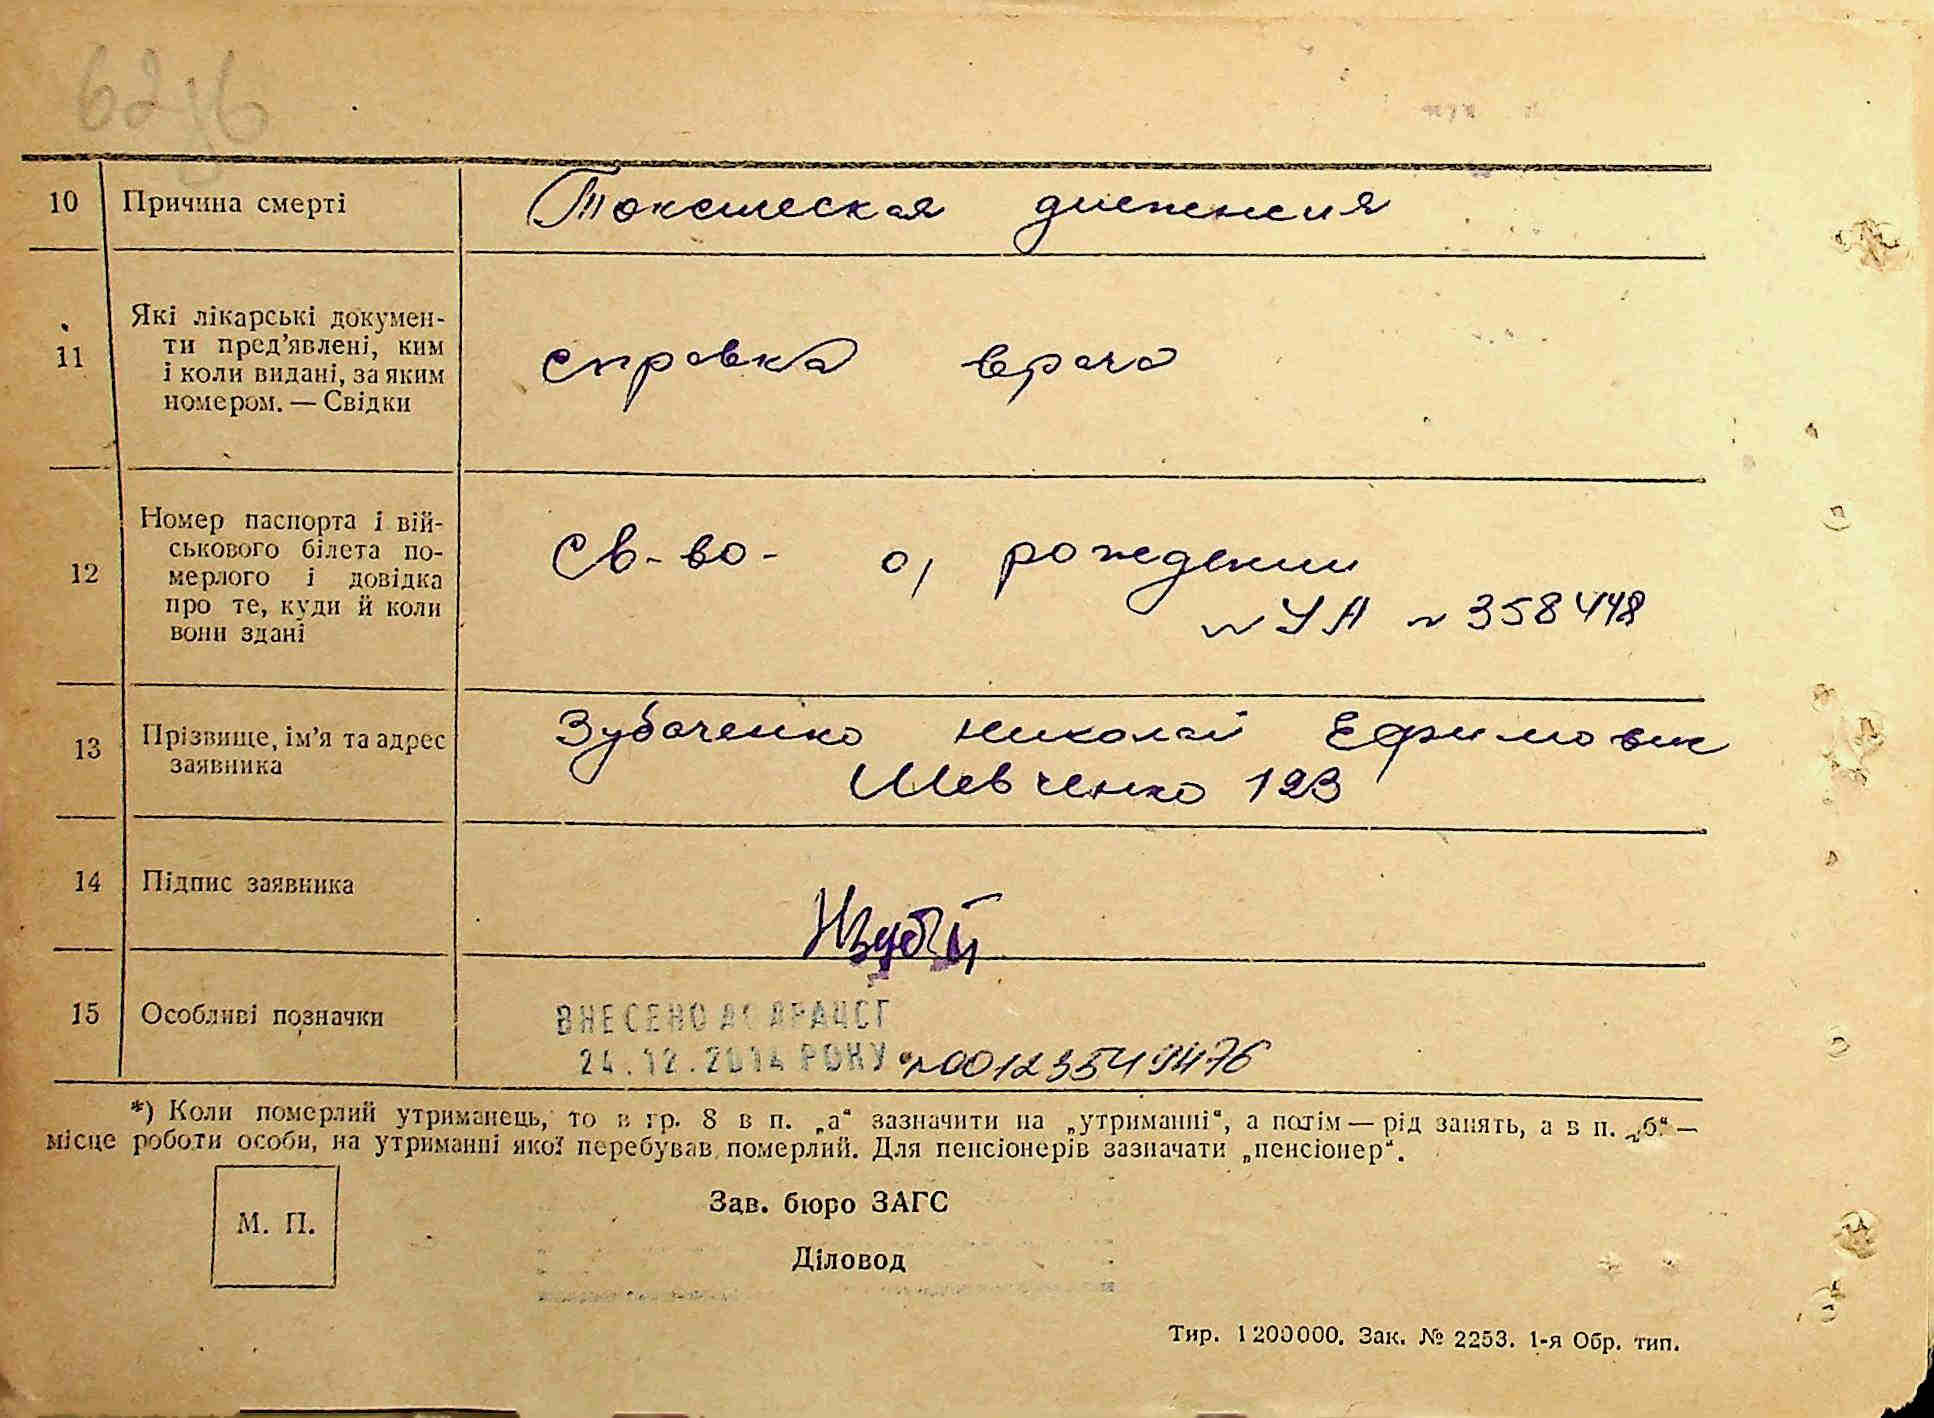 6256
10 Причина смерті Токсическая диспепсия
11 Які лікарські докумен-
ти пред'явлені, ким
і коли видані, за яким
номером. — Свідки
справка врача
12 Номер паспорта і вій-
ськового білета по-
мерлого і довідка
про те, куди й коли
вони здані
Св-во- о, рождении
№ УА № 358448
13 Прізвище, ім'я та адрес
заявника
Зубаченко Николай Ефимович
Шевченко 123
14 Підпис заявника
15 Особливі позначки
ВНЕСЕНО ДО ДРАЦСГ
24.12.2014 РОКУ №00123549476
*) Коли померлий утриманець, то в гр. 8 в п. „а“ зазначити на „утриманні“, а потім — рід занять, а в п. „б“ —
місце роботи особи, на утриманні якої перебував померлий. Для пенсіонерів зазначати „пенсіонер“.
М. П.
Зав. бюро ЗАГС
Діловод
Тир. 1200000. Зак. № 2253. 1-я Обр. тип.